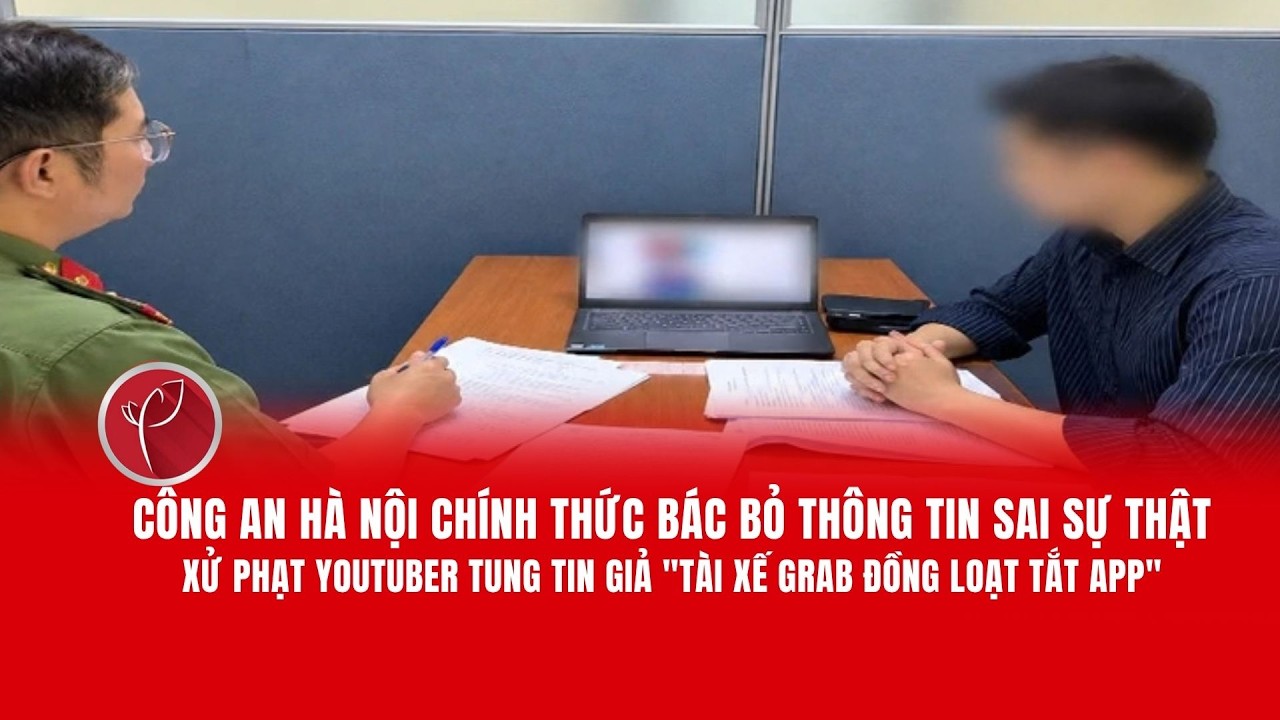 CÔNG AN HÀ NỘI CHÍNH THỨC BÁC BỎ THÔNG TIN SAI SỰ THẬT
XỬ PHẠT YOUTUBER TUNG TIN GIẢ "TÀI XẾ GRAB ĐỒNG LOẠT TẮT APP"